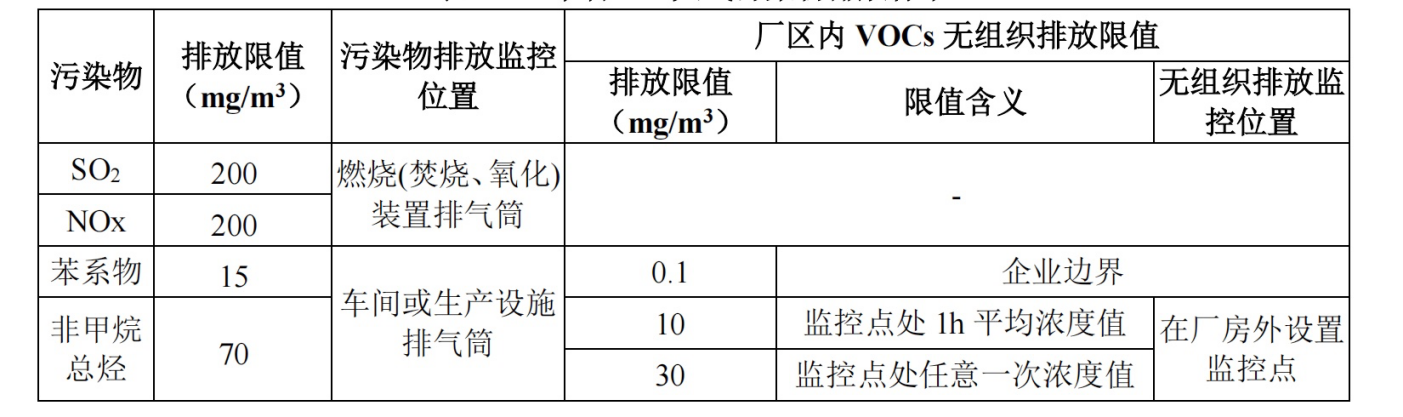 污染物
排放限值
（mg/m³）
污染物排放监控
位置
厂区内 VOCs 无组织排放限值
排放限值
（mg/m³）
限值含义
无组织排放监
控位置
SO₂
200
燃烧(焚烧、氧化)
装置排气筒
-
NOx
200
苯系物
15
车间或生产设施
排气筒
0.1
企业边界
非甲烷
总烃
70
10
监控点处 1h 平均浓度值
在厂房外设置
监控点
30
监控点处任意一次浓度值